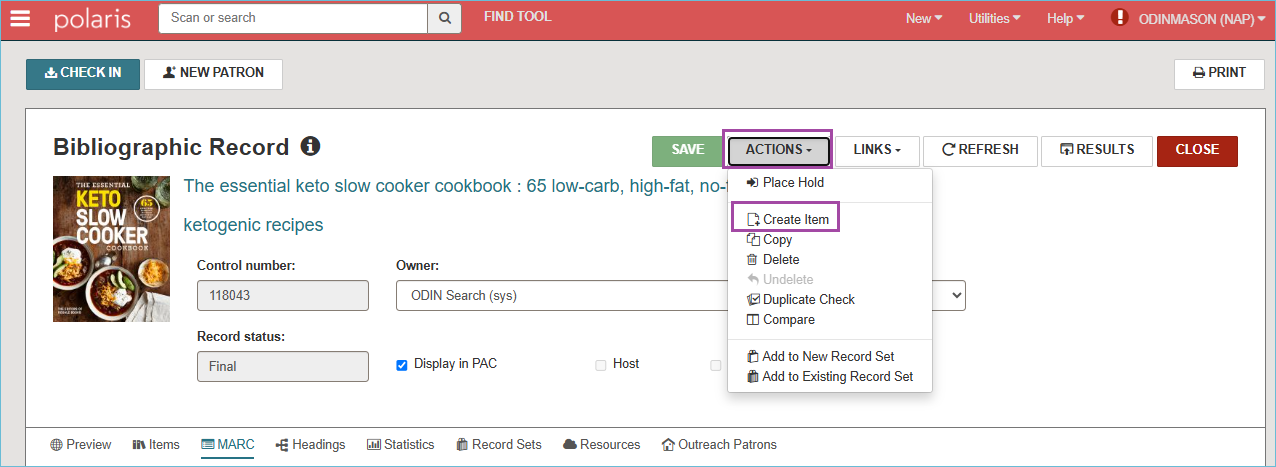 polaris Scan or search FIND TOOL New Utilities Help ODINMASON (NAP)
CHECK IN NEW PATRON PRINT
Bibliographic Record SAVE ACTIONS LINKS REFRESH RESULTS CLOSE
THE ESSENTIAL
KETO
SLOW
COOKER
COOKBOOK
65
The essential keto slow cooker cookbook : 65 low-carb, high-fat, no-
ketogenic recipes
Place Hold
Create Item
Copy
Delete
Undelete
Duplicate Check
Compare
Add to New Record Set
Add to Existing Record Set
Control number: Owner:
118043 ODIN Search (sys)
Record status:
Final Display in PAC Host
Preview Items MARC Headings Statistics Record Sets Resources Outreach Patrons